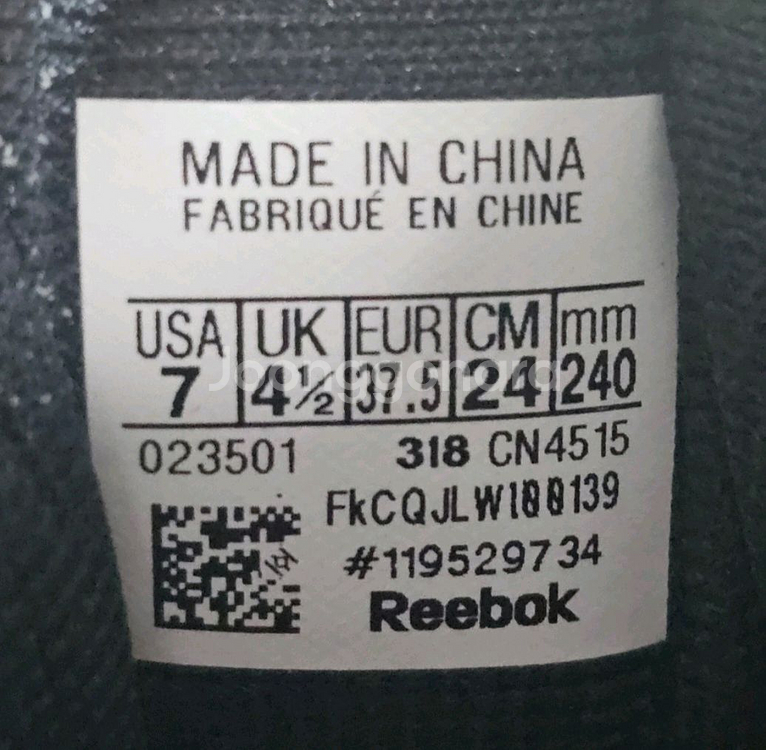 MADE IN CHINA
FABRIQUÉ EN CHINE
USA UK EUR CM mm
7 4½ 37.5 24 240
Joonggonara
023501 318 CN4515
#119529734
Reebok